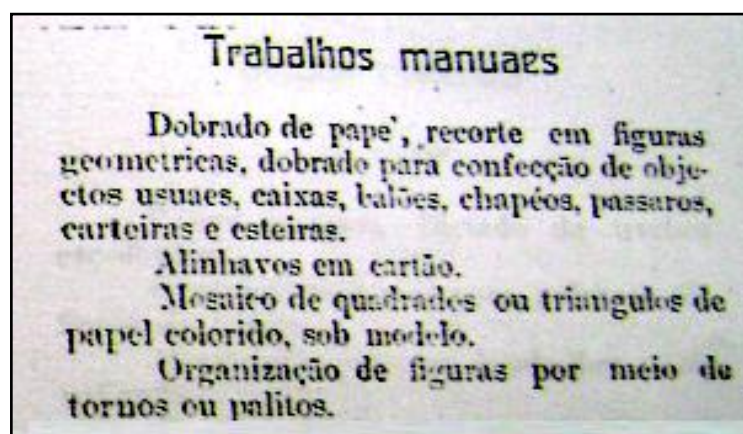 Trabalhos manuaes
Dobrado de pape', recorte em figuras
geometricas, dobrado para confecção de obje-
ctos usuaes, caixas, balões, chapéos, passaros,
carteiras e esteiras.
Alinhavos em cartão.
Mosaico de quadrados ou triangulos de
papel colorido, sob modelo.
Organização de figuras por meio de
tornos ou palitos.